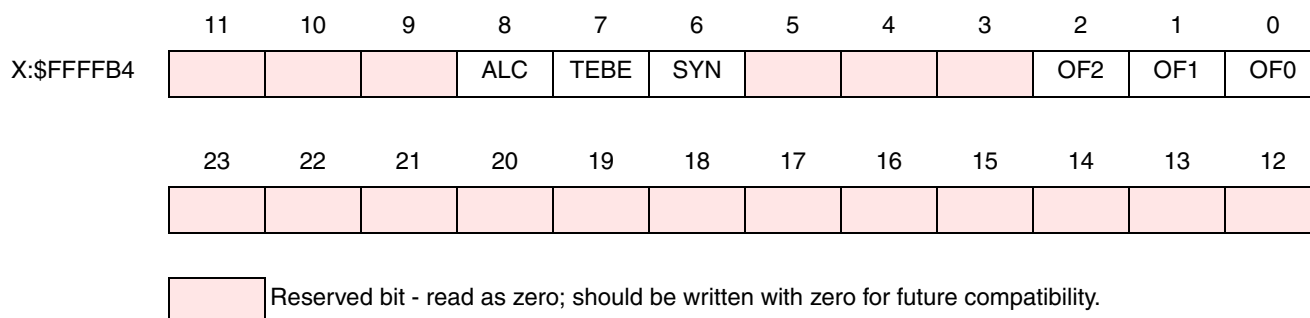 11 10 9 8 7 6 5 4 3 2 1 0
X:$FFFFB4 ALC TEBE SYN OF2 OF1 OF0
23 22 21 20 19 18 17 16 15 14 13 12
Reserved bit - read as zero; should be written with zero for future compatibility.